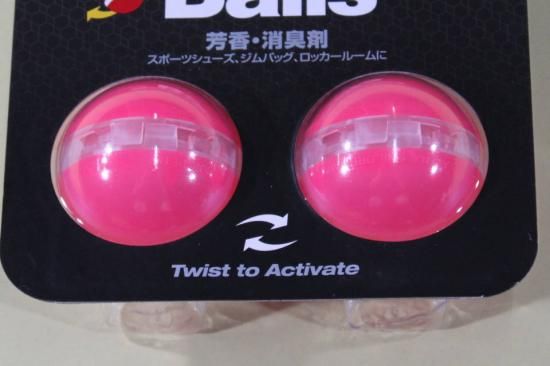 Balls
芳香・消臭剤
スポーツシューズ、ジムバッグ、ロッカールームに
Twist to Activate